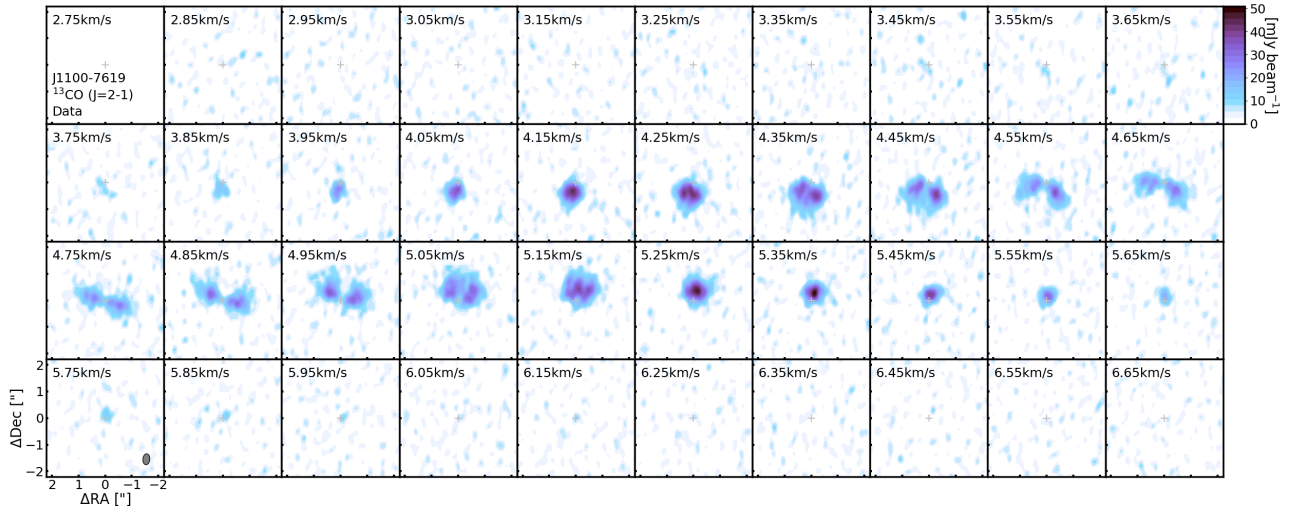 2.75km/s 2.85km/s 2.95km/s 3.05km/s 3.15km/s 3.25km/s 3.35km/s 3.45km/s 3.55km/s 3.65km/s
J1100-7619
¹³CO (J=2-1)
Data
50
40
30
20
10
0
[mJy beam⁻¹]
3.75km/s 3.85km/s 3.95km/s 4.05km/s 4.15km/s 4.25km/s 4.35km/s 4.45km/s 4.55km/s 4.65km/s
4.75km/s 4.85km/s 4.95km/s 5.05km/s 5.15km/s 5.25km/s 5.35km/s 5.45km/s 5.55km/s 5.65km/s
5.75km/s 5.85km/s 5.95km/s 6.05km/s 6.15km/s 6.25km/s 6.35km/s 6.45km/s 6.55km/s 6.65km/s
2
1
0
−1
−2
ΔDec ["]
2 1 0 −1 −2
ΔRA ["]